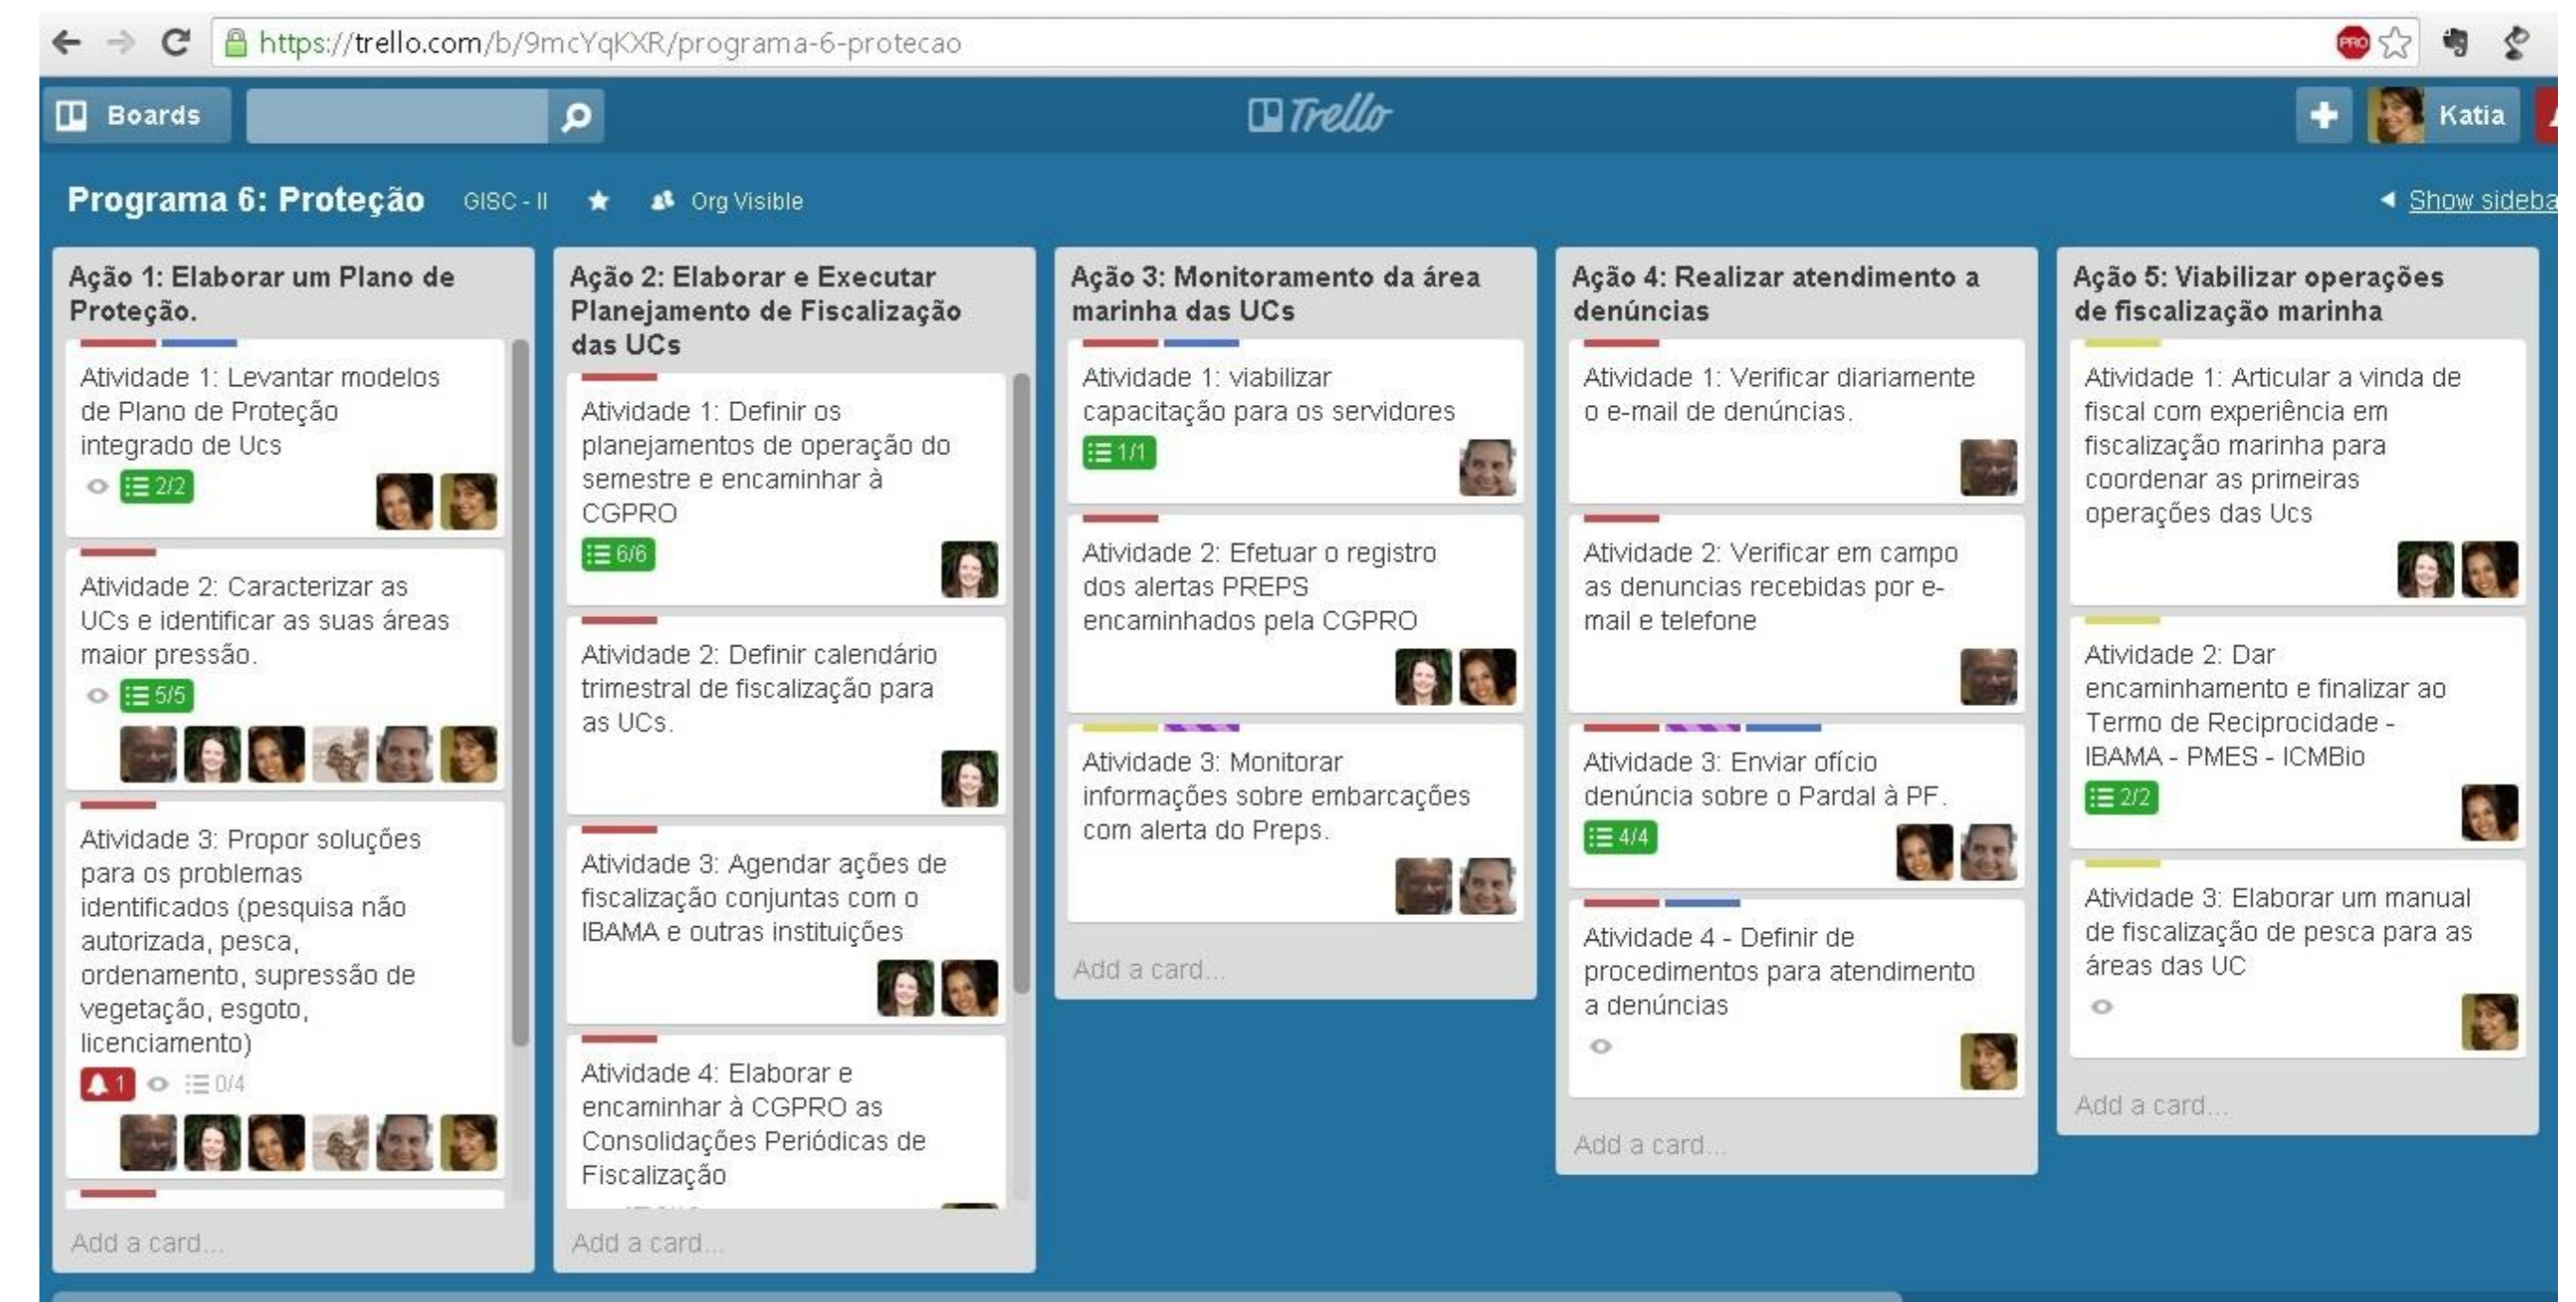 https://trello.com/b/9mcYqKXR/programa-6-protecao
PRO
Boards
Trello
Katia
Programa 6: Proteção
GISC - II
Org Visible
Show sideba
Ação 1: Elaborar um Plano de
Proteção.
Atividade 1: Levantar modelos
de Plano de Proteção
integrado de Ucs
2/2
Atividade 2: Caracterizar as
UCs e identificar as suas áreas
maior pressão.
5/5
Atividade 3: Propor soluções
para os problemas
identificados (pesquisa não
autorizada, pesca,
ordenamento, supressão de
vegetação, esgoto,
licenciamento)
1
0/4
Add a card...
Ação 2: Elaborar e Executar
Planejamento de Fiscalização
das UCs
Atividade 1: Definir os
planejamentos de operação do
semestre e encaminhar à
CGPRO
6/6
Atividade 2: Definir calendário
trimestral de fiscalização para
as UCs.
Atividade 3: Agendar ações de
fiscalização conjuntas com o
IBAMA e outras instituições
Atividade 4: Elaborar e
encaminhar à CGPRO as
Consolidações Periódicas de
Fiscalização
Add a card...
Ação 3: Monitoramento da área
marinha das UCs
Atividade 1: viabilizar
capacitação para os servidores
1/1
Atividade 2: Efetuar o registro
dos alertas PREPS
encaminhados pela CGPRO
Atividade 3: Monitorar
informações sobre embarcações
com alerta do Preps.
Add a card...
Ação 4: Realizar atendimento a
denúncias
Atividade 1: Verificar diariamente
o e-mail de denúncias.
Atividade 2: Verificar em campo
as denuncias recebidas por e-
mail e telefone
Atividade 3: Enviar ofício
denúncia sobre o Pardal à PF.
4/4
Atividade 4 - Definir de
procedimentos para atendimento
a denúncias
Add a card...
Ação 5: Viabilizar operações
de fiscalização marinha
Atividade 1: Articular a vinda de
fiscal com experiência em
fiscalização marinha para
coordenar as primeiras
operações das Ucs
Atividade 2: Dar
encaminhamento e finalizar ao
Termo de Reciprocidade -
IBAMA - PMES - ICMBio
2/2
Atividade 3: Elaborar um manual
de fiscalização de pesca para as
áreas das UC
Add a card...